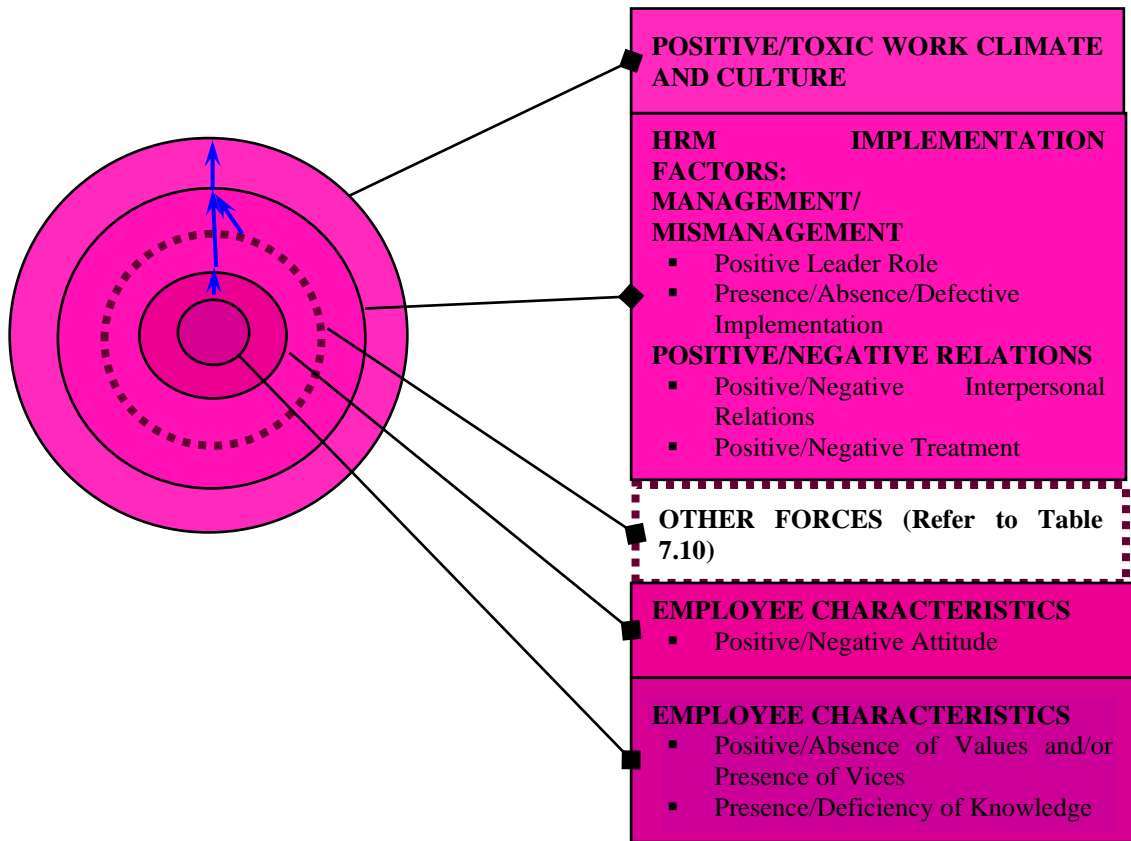 POSITIVE/TOXIC WORK CLIMATE
AND CULTURE
HRM IMPLEMENTATION
FACTORS:
MANAGEMENT/
MISMANAGEMENT
▪ Positive Leader Role
▪ Presence/Absence/Defective
Implementation
POSITIVE/NEGATIVE RELATIONS
▪ Positive/Negative Interpersonal
Relations
▪ Positive/Negative Treatment
OTHER FORCES (Refer to Table
7.10)
EMPLOYEE CHARACTERISTICS
▪ Positive/Negative Attitude
EMPLOYEE CHARACTERISTICS
▪ Positive/Absence of Values and/or
Presence of Vices
▪ Presence/Deficiency of Knowledge